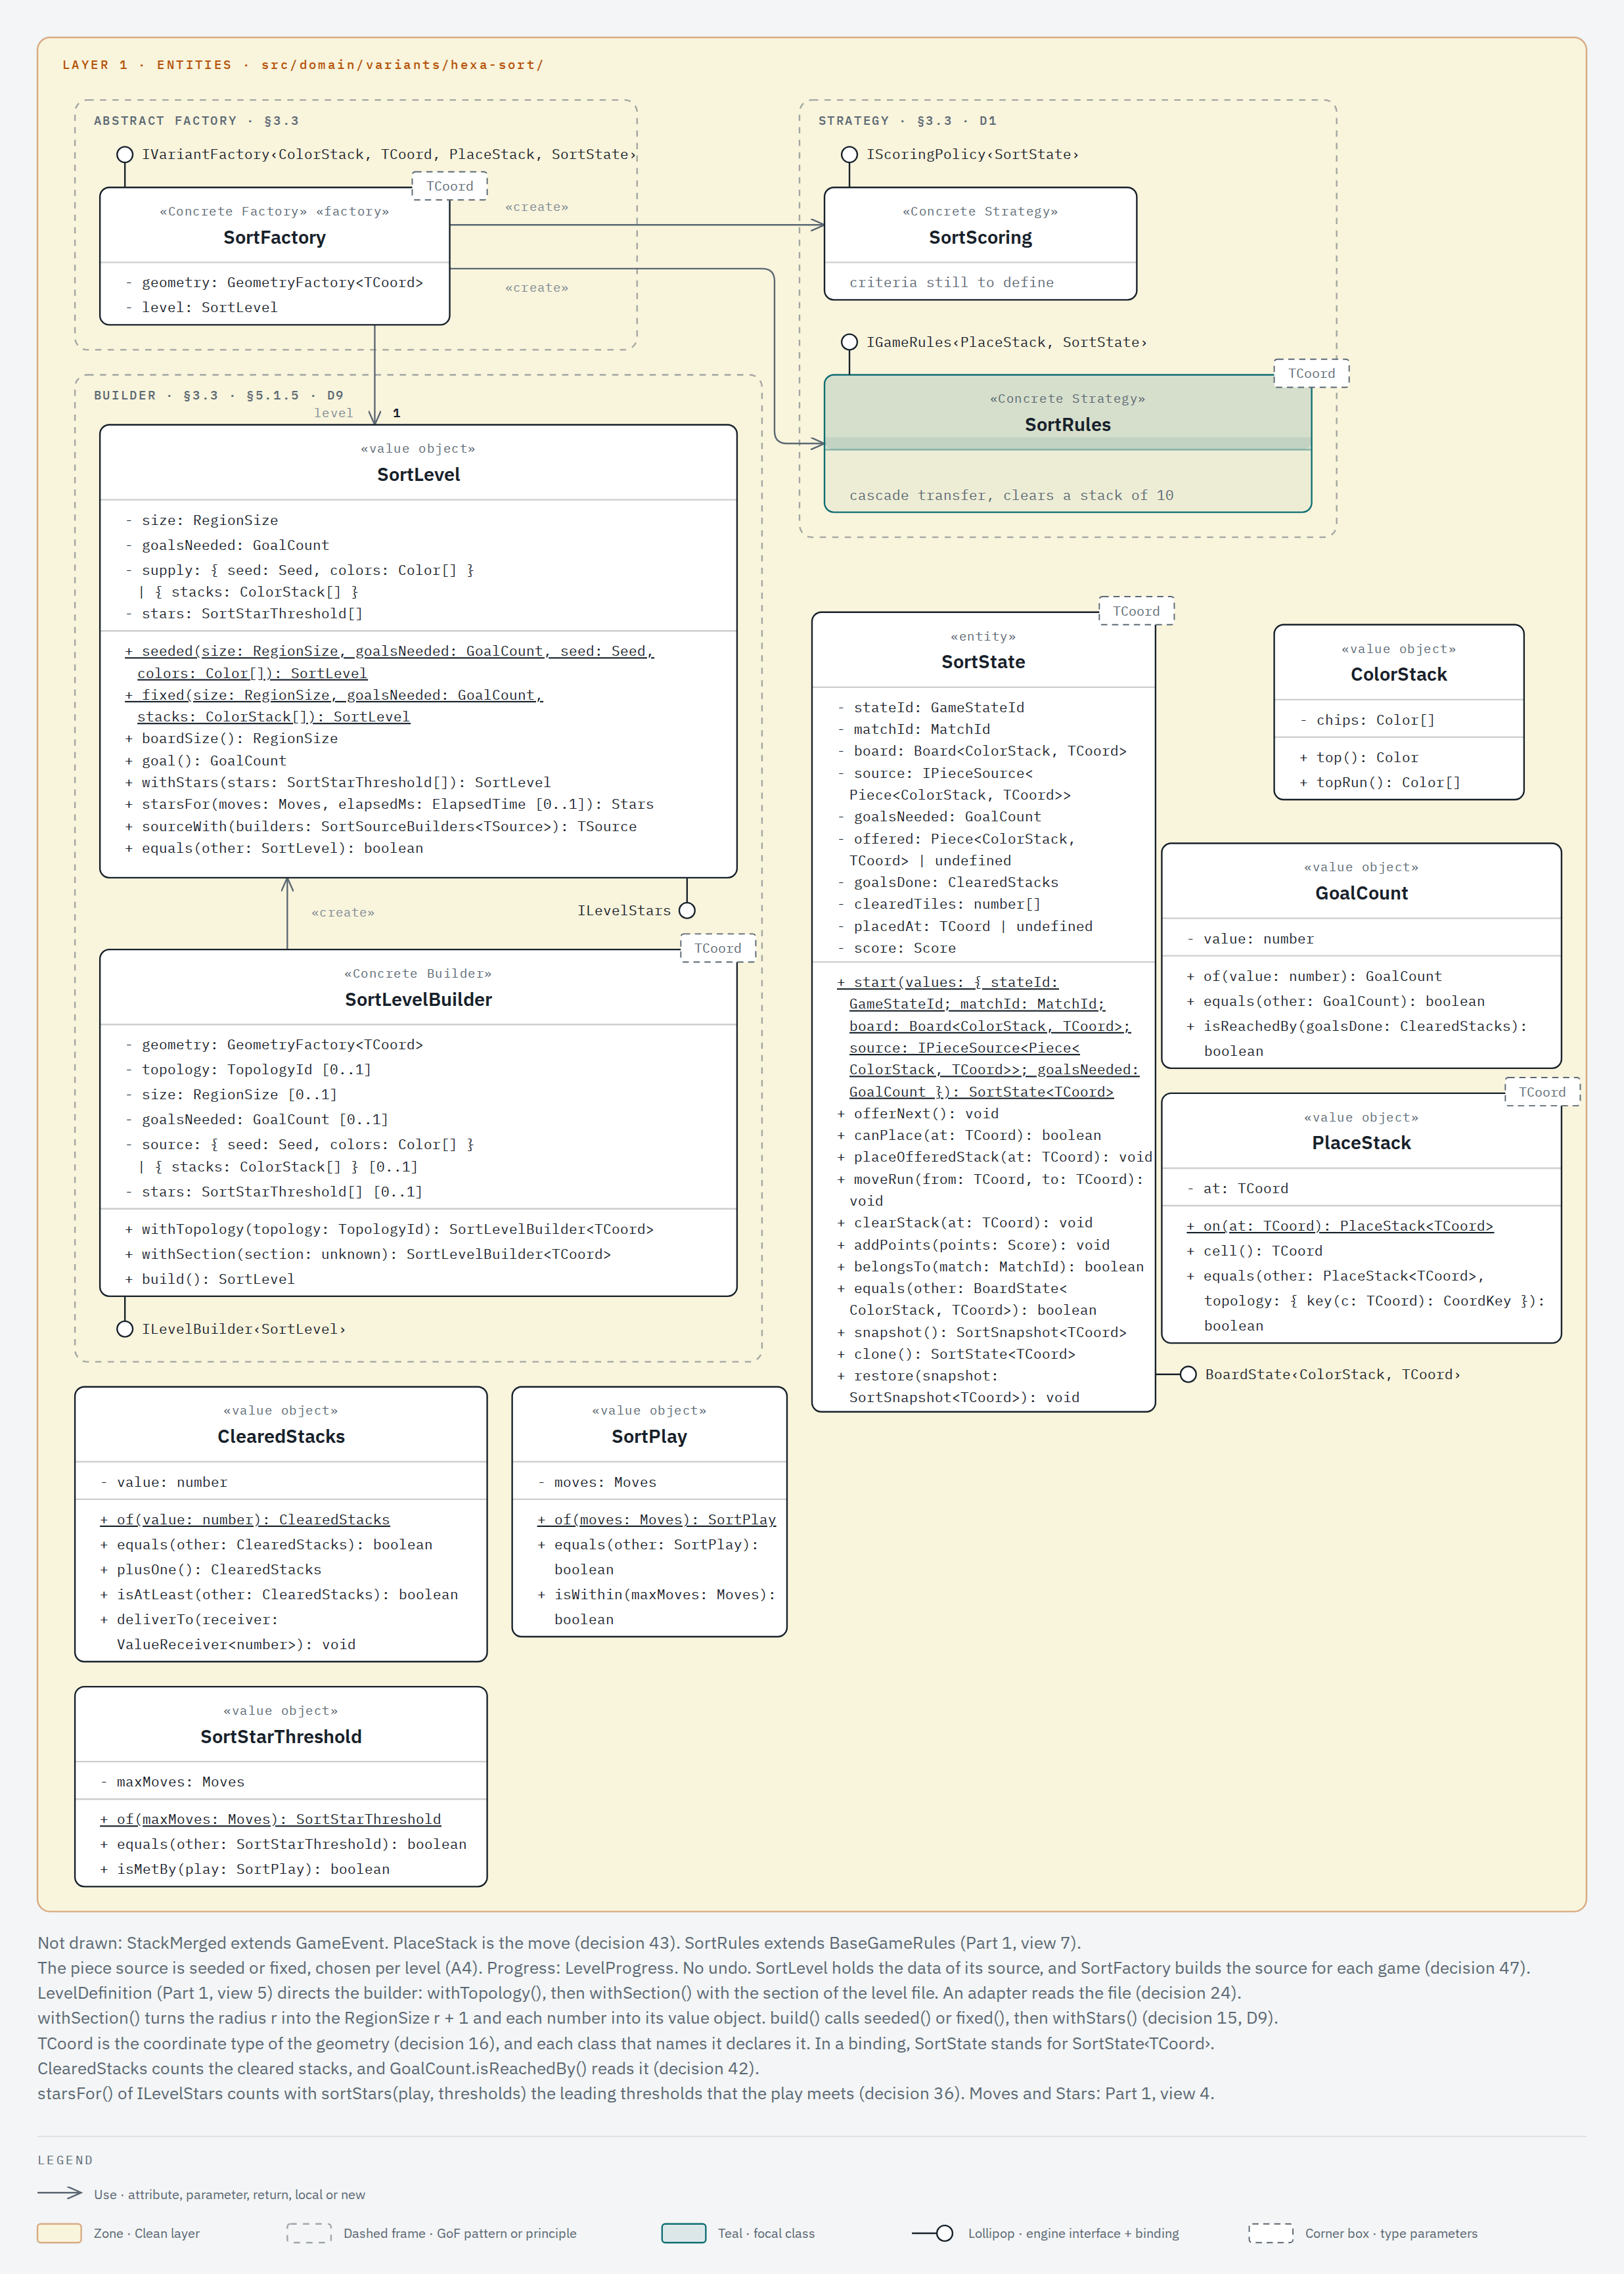 LAYER 1 · ENTITIES · src/domain/variants/hexa-sort/
ABSTRACT FACTORY · §3.3
IVariantFactory‹ColorStack, TCoord, PlaceStack, SortState›
TCoord
«Concrete Factory» «factory»
SortFactory
- geometry: GeometryFactory<TCoord>
- level: SortLevel
«create»
«create»
STRATEGY · §3.3 · D1
IScoringPolicy‹SortState›
«Concrete Strategy»
SortScoring
criteria still to define
IGameRules‹PlaceStack, SortState›
TCoord
«Concrete Strategy»
SortRules
cascade transfer, clears a stack of 10
BUILDER · §3.3 · §5.1.5 · D9
level
1
«value object»
SortLevel
- size: RegionSize
- goalsNeeded: GoalCount
- supply: { seed: Seed, colors: Color[] }
| { stacks: ColorStack[] }
- stars: SortStarThreshold[]
+ seeded(size: RegionSize, goalsNeeded: GoalCount, seed: Seed,
colors: Color[]): SortLevel
+ fixed(size: RegionSize, goalsNeeded: GoalCount,
stacks: ColorStack[]): SortLevel
+ boardSize(): RegionSize
+ goal(): GoalCount
+ withStars(stars: SortStarThreshold[]): SortLevel
+ starsFor(moves: Moves, elapsedMs: ElapsedTime [0..1]): Stars
+ sourceWith(builders: SortSourceBuilders<TSource>): TSource
+ equals(other: SortLevel): boolean
«create»
ILevelStars
TCoord
«Concrete Builder»
SortLevelBuilder
- geometry: GeometryFactory<TCoord>
- topology: TopologyId [0..1]
- size: RegionSize [0..1]
- goalsNeeded: GoalCount [0..1]
- source: { seed: Seed, colors: Color[] }
| { stacks: ColorStack[] } [0..1]
- stars: SortStarThreshold[] [0..1]
+ withTopology(topology: TopologyId): SortLevelBuilder<TCoord>
+ withSection(section: unknown): SortLevelBuilder<TCoord>
+ build(): SortLevel
ILevelBuilder‹SortLevel›
TCoord
«entity»
SortState
- stateId: GameStateId
- matchId: MatchId
- board: Board<ColorStack, TCoord>
- source: IPieceSource<
Piece<ColorStack, TCoord>>
- goalsNeeded: GoalCount
- offered: Piece<ColorStack,
TCoord> | undefined
- goalsDone: ClearedStacks
- clearedTiles: number[]
- placedAt: TCoord | undefined
- score: Score
+ start(values: { stateId:
GameStateId; matchId: MatchId;
board: Board<ColorStack, TCoord>;
source: IPieceSource<Piece<
ColorStack, TCoord>>; goalsNeeded:
GoalCount }): SortState<TCoord>
+ offerNext(): void
+ canPlace(at: TCoord): boolean
+ placeOfferedStack(at: TCoord): void
+ moveRun(from: TCoord, to: TCoord):
void
+ clearStack(at: TCoord): void
+ addPoints(points: Score): void
+ belongsTo(match: MatchId): boolean
+ equals(other: BoardState<
ColorStack, TCoord>): boolean
+ snapshot(): SortSnapshot<TCoord>
+ clone(): SortState<TCoord>
+ restore(snapshot:
SortSnapshot<TCoord>): void
BoardState‹ColorStack, TCoord›
«value object»
ColorStack
- chips: Color[]
+ top(): Color
+ topRun(): Color[]
«value object»
GoalCount
- value: number
+ of(value: number): GoalCount
+ equals(other: GoalCount): boolean
+ isReachedBy(goalsDone: ClearedStacks):
boolean
TCoord
«value object»
PlaceStack
- at: TCoord
+ on(at: TCoord): PlaceStack<TCoord>
+ cell(): TCoord
+ equals(other: PlaceStack<TCoord>,
topology: { key(c: TCoord): CoordKey }):
boolean
«value object»
ClearedStacks
- value: number
+ of(value: number): ClearedStacks
+ equals(other: ClearedStacks): boolean
+ plusOne(): ClearedStacks
+ isAtLeast(other: ClearedStacks): boolean
+ deliverTo(receiver:
ValueReceiver<number>): void
«value object»
SortPlay
- moves: Moves
+ of(moves: Moves): SortPlay
+ equals(other: SortPlay):
boolean
+ isWithin(maxMoves: Moves):
boolean
«value object»
SortStarThreshold
- maxMoves: Moves
+ of(maxMoves: Moves): SortStarThreshold
+ equals(other: SortStarThreshold): boolean
+ isMetBy(play: SortPlay): boolean
Not drawn: StackMerged extends GameEvent. PlaceStack is the move (decision 43). SortRules extends BaseGameRules (Part 1, view 7).
The piece source is seeded or fixed, chosen per level (A4). Progress: LevelProgress. No undo. SortLevel holds the data of its source, and SortFactory builds the source for each game (decision 47).
LevelDefinition (Part 1, view 5) directs the builder: withTopology(), then withSection() with the section of the level file. An adapter reads the file (decision 24).
withSection() turns the radius r into the RegionSize r + 1 and each number into its value object. build() calls seeded() or fixed(), then withStars() (decision 15, D9).
TCoord is the coordinate type of the geometry (decision 16), and each class that names it declares it. In a binding, SortState stands for SortState‹TCoord›.
ClearedStacks counts the cleared stacks, and GoalCount.isReachedBy() reads it (decision 42).
starsFor() of ILevelStars counts with sortStars(play, thresholds) the leading thresholds that the play meets (decision 36). Moves and Stars: Part 1, view 4.
LEGEND
Use · attribute, parameter, return, local or new
Zone · Clean layer
Dashed frame · GoF pattern or principle
Teal · focal class
Lollipop · engine interface + binding
Corner box · type parameters